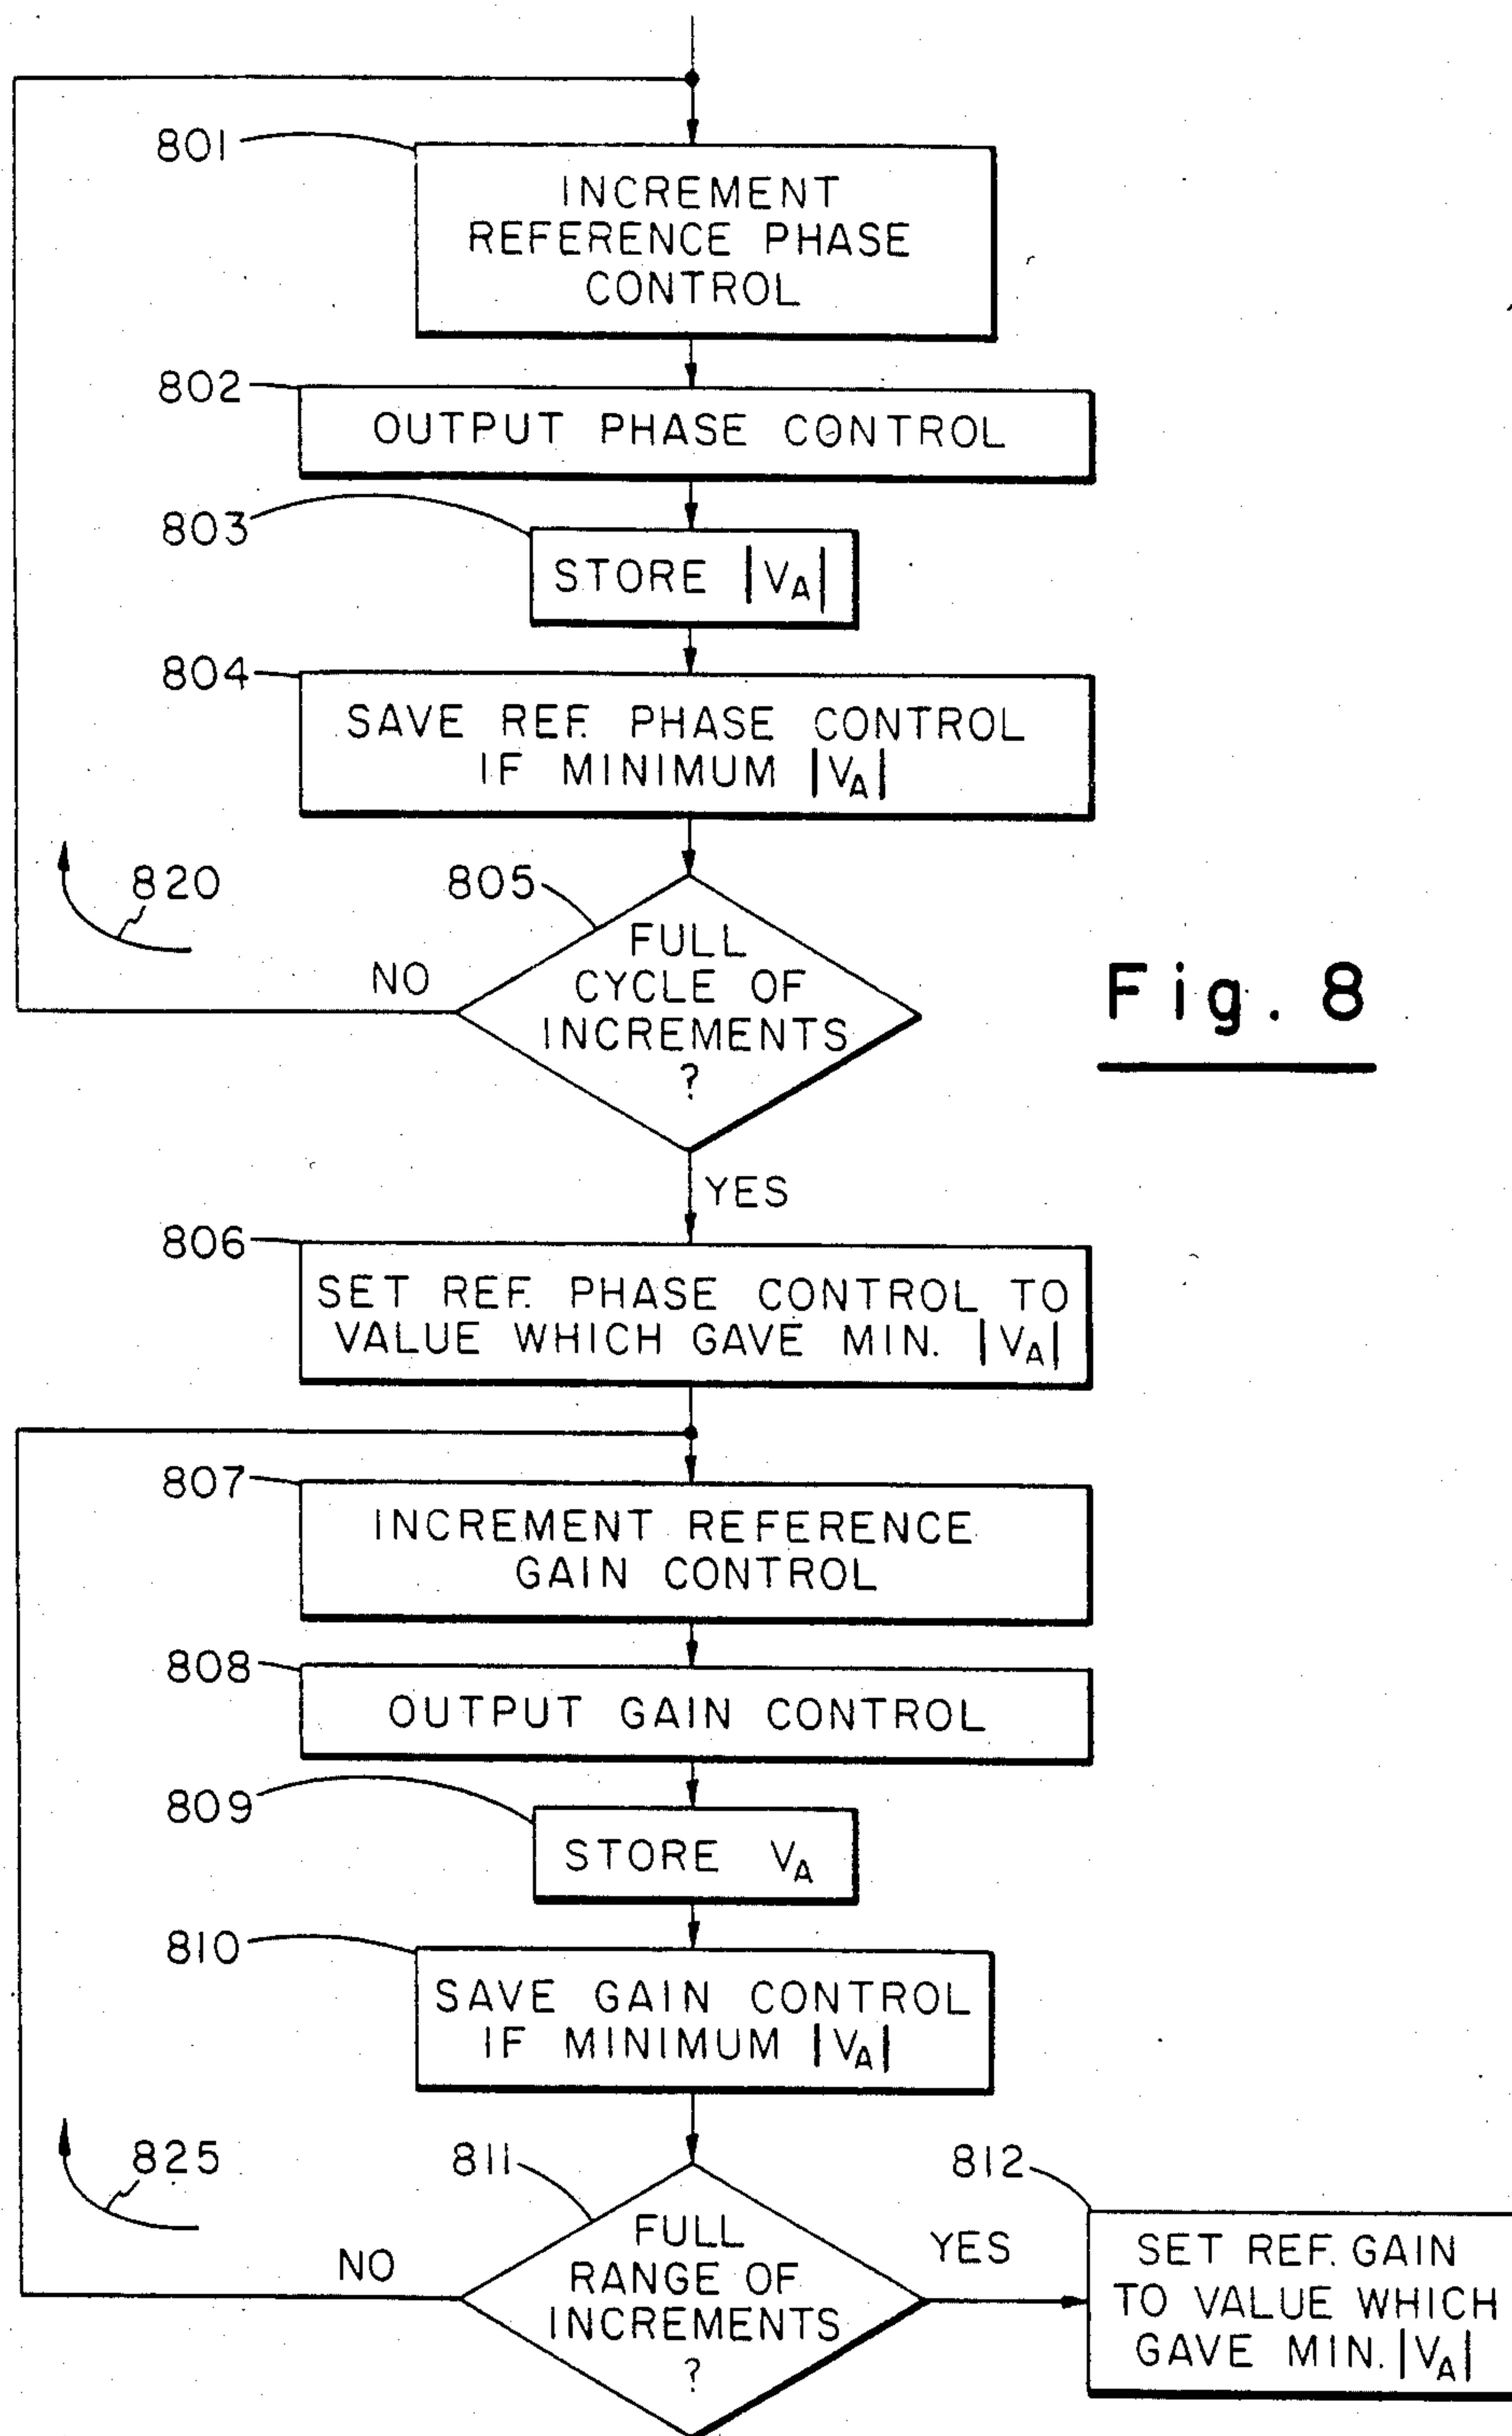 801
INCREMENT
REFERENCE PHASE
CONTROL
802
OUTPUT PHASE CONTROL
803
STORE |VA|
804
SAVE REF. PHASE CONTROL
IF MINIMUM |VA|
820
805
FULL
CYCLE OF
INCREMENTS
?
NO
Fig. 8
YES
806
SET REF. PHASE CONTROL TO
VALUE WHICH GAVE MIN. |VA|
807
INCREMENT REFERENCE
GAIN CONTROL
808
OUTPUT GAIN CONTROL
809
STORE VA
810
SAVE GAIN CONTROL
IF MINIMUM |VA|
825
811
FULL
RANGE OF
INCREMENTS
?
NO
YES
812
SET REF. GAIN
TO VALUE WHICH
GAVE MIN. |VA|